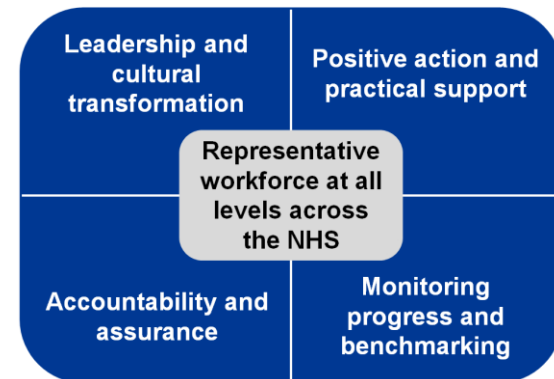 Leadership and
cultural
transformation
Positive action and
practical support
Representative
workforce at all
levels across
the NHS
Accountability and
assurance
Monitoring
progress and
benchmarking